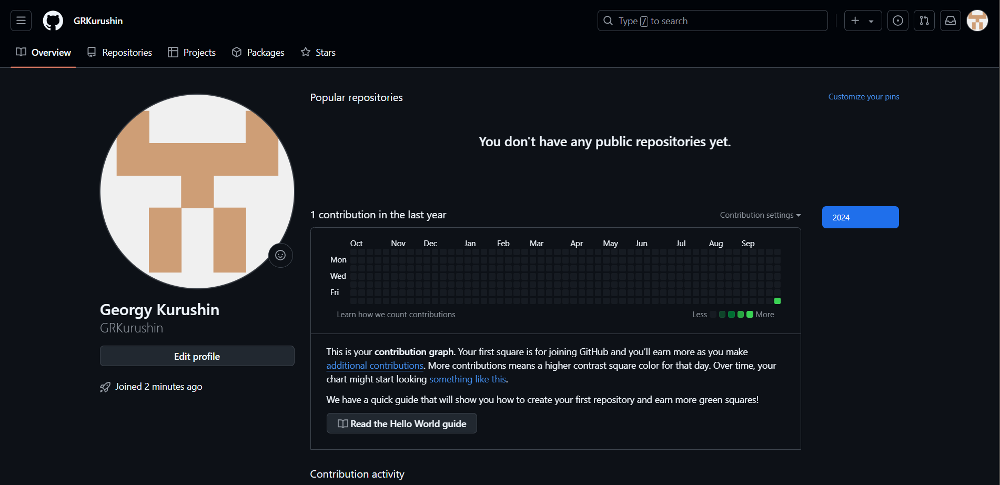 GRKurushin
Type / to search
Overview Repositories Projects Packages Stars
Popular repositories
Customize your pins
You don't have any public repositories yet.
1 contribution in the last year
Contribution settings
2024
Oct Nov Dec Jan Feb Mar Apr May Jun Jul Aug Sep
Mon
Wed
Fri
Learn how we count contributions
Less More
This is your contribution graph. Your first square is for joining GitHub and you’ll earn more as you make
additional contributions. More contributions means a higher contrast square color for that day. Over time, your
chart might start looking something like this.
We have a quick guide that will show you how to create your first repository and earn more green squares!
Read the Hello World guide
Georgy Kurushin
GRKurushin
Edit profile
Joined 2 minutes ago
Contribution activity